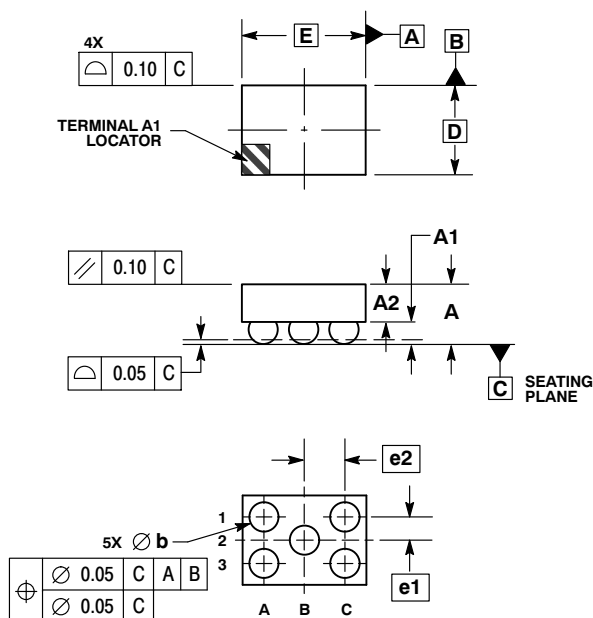 E
A
B
4X
⌓ 0.10 C
D
TERMINAL A1
LOCATOR
A1
// 0.10 C
A2
A
⌓ 0.05 C
C
SEATING
PLANE
e2
1
5X ∅ b
2
3
e1
⌖ ∅ 0.05 C A B
∅ 0.05 C
A B C